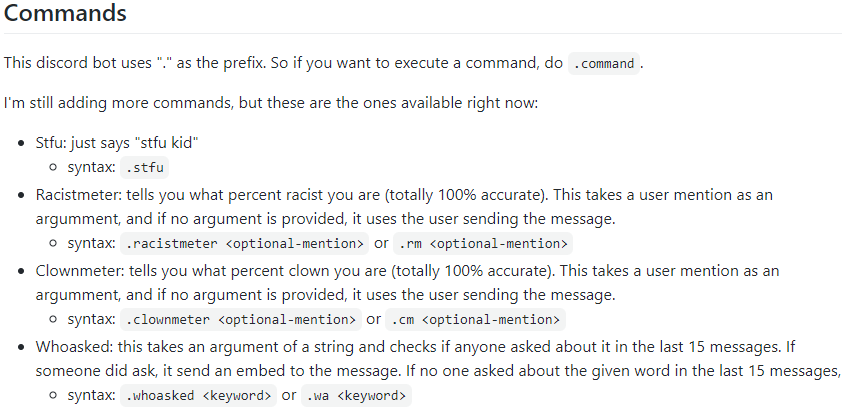 Commands
This discord bot uses "." as the prefix. So if you want to execute a command, do .command.
I'm still adding more commands, but these are the ones available right now:
Stfu: just says "stfu kid"
syntax: .stfu
Racistmeter: tells you what percent racist you are (totally 100% accurate). This takes a user mention as an
argumment, and if no argument is provided, it uses the user sending the message.
syntax: .racistmeter <optional-mention> or .rm <optional-mention>
Clownmeter: tells you what percent clown you are (totally 100% accurate). This takes a user mention as an
argumment, and if no argument is provided, it uses the user sending the message.
syntax: .clownmeter <optional-mention> or .cm <optional-mention>
Whoasked: this takes an argument of a string and checks if anyone asked about it in the last 15 messages. If
someone did ask, it send an embed to the message. If no one asked about the given word in the last 15 messages,
syntax: .whoasked <keyword> or .wa <keyword>